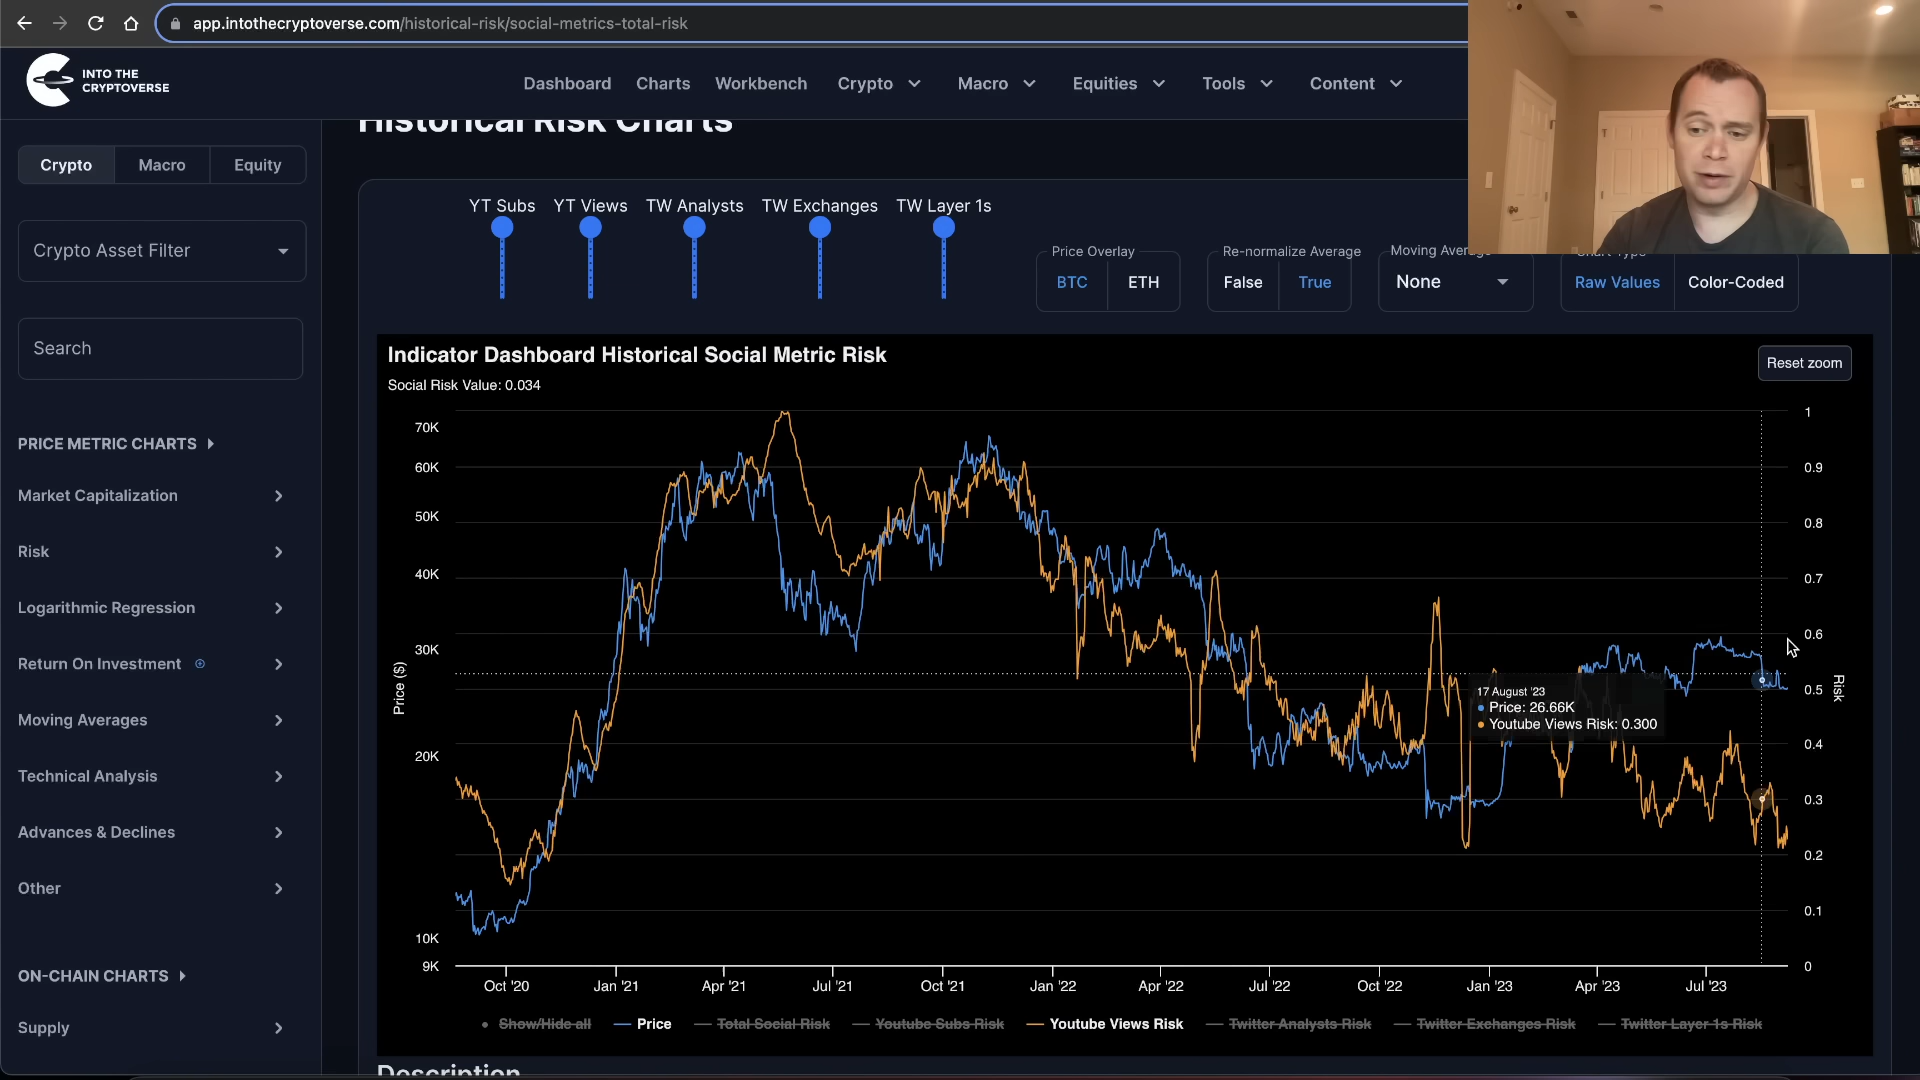 app.intothecryptoverse.com/historical-risk/social-metrics-total-risk
INTO THE
CRYPTOVERSE
Dashboard
Charts
Workbench
Crypto
Macro
Equities
Tools
Content
Historical Risk Charts
Crypto
Macro
Equity
Crypto Asset Filter
Search
PRICE METRIC CHARTS
Market Capitalization
Risk
Logarithmic Regression
Return On Investment
Moving Averages
Technical Analysis
Advances & Declines
Other
ON-CHAIN CHARTS
Supply
YT Subs
YT Views
TW Analysts
TW Exchanges
TW Layer 1s
Price Overlay
BTC
ETH
Re-normalize Average
False
True
Moving Average
None
Chart Type
Raw Values
Color-Coded
Indicator Dashboard Historical Social Metric Risk
Social Risk Value: 0.034
Reset zoom
70K
60K
50K
40K
30K
20K
10K
9K
Price ($)
1
0.9
0.8
0.7
0.6
0.5
0.4
0.3
0.2
0.1
0
Risk
17 August '23
Price: 26.66K
Youtube Views Risk: 0.300
Oct '20
Jan '21
Apr '21
Jul '21
Oct '21
Jan '22
Apr '22
Jul '22
Oct '22
Jan '23
Apr '23
Jul '23
Show/Hide all
Price
Total Social Risk
Youtube Subs Risk
Youtube Views Risk
Twitter Analysts Risk
Twitter Exchanges Risk
Twitter Layer 1s Risk
Description